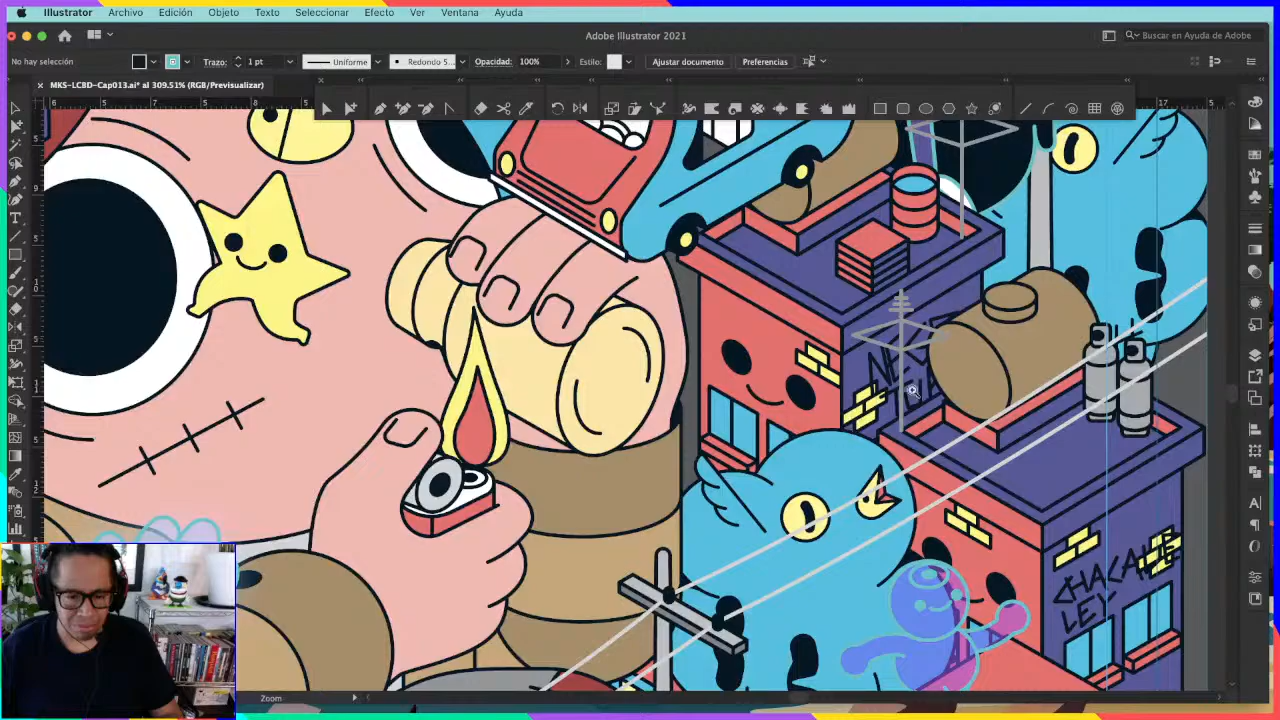 Illustrator Archivo Edición Objeto Texto Seleccionar Efecto Ver Ventana Ayuda
Adobe Illustrator 2021
Buscar en Ayuda de Adobe
No hay selección
Trazo: 1 pt
Uniforme
Redondo 5...
Opacidad: 100%
Estilo:
Ajustar documento
Preferencias
MKS-LCBD-Cap013.ai* al 309.51% (RGB/Previsualizar)
CHACALIE
LEY
Zoom